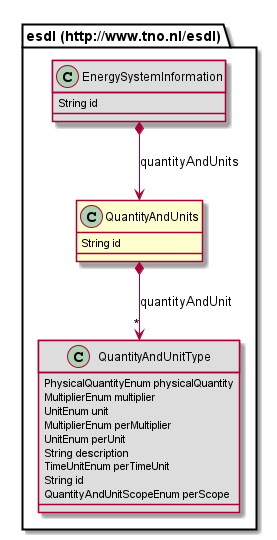 esdl (http://www.tno.nl/esdl)
C EnergySystemInformation
String id
quantityAndUnits
C QuantityAndUnits
String id
quantityAndUnit
*
C QuantityAndUnitType
PhysicalQuantityEnum physicalQuantity
MultiplierEnum multiplier
UnitEnum unit
MultiplierEnum perMultiplier
UnitEnum perUnit
String description
TimeUnitEnum perTimeUnit
String id
QuantityAndUnitScopeEnum perScope